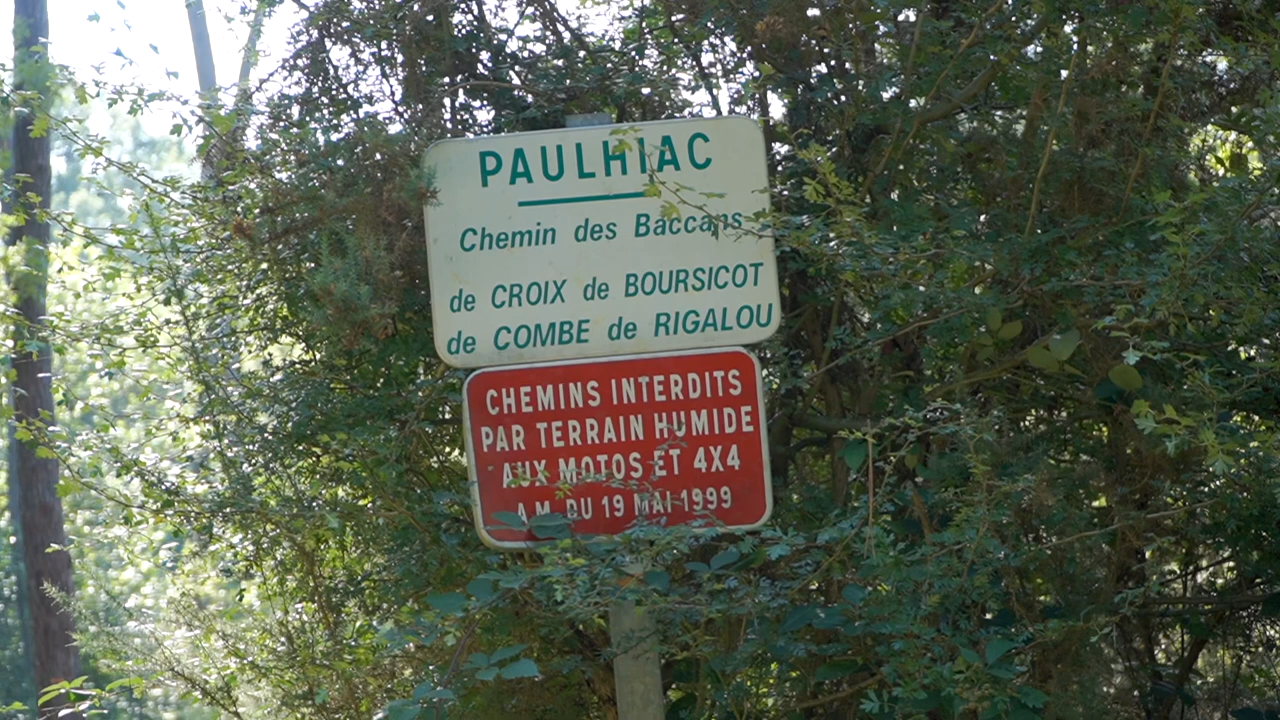 PAULHIAC
Chemin des Baccans
de CROIX de BOURSICOT
de COMBE de RIGALOU
CHEMINS INTERDITS
PAR TERRAIN HUMIDE
AUX MOTOS ET 4X4
A.M. DU 19 MAI 1999